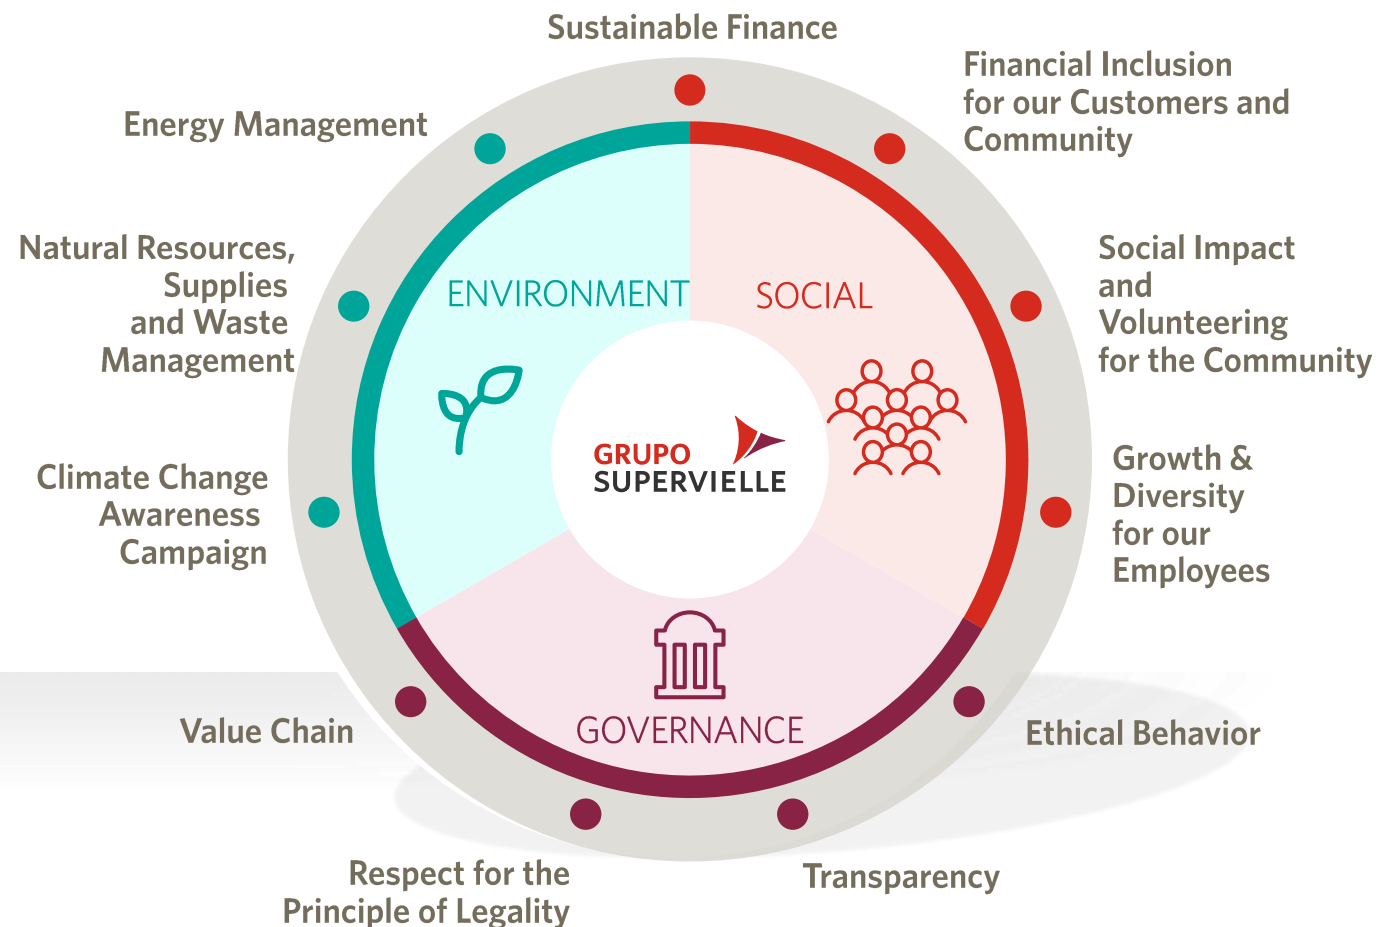 Sustainable Finance
Financial Inclusion
for our Customers and
Community
Energy Management
Natural Resources,
Supplies
and Waste
Management
Social Impact
and
Volunteering
for the Community
ENVIRONMENT
SOCIAL
GRUPO
SUPERVIELLE
Climate Change
Awareness
Campaign
Growth &
Diversity
for our
Employees
GOVERNANCE
Value Chain
Ethical Behavior
Respect for the
Principle of Legality
Transparency